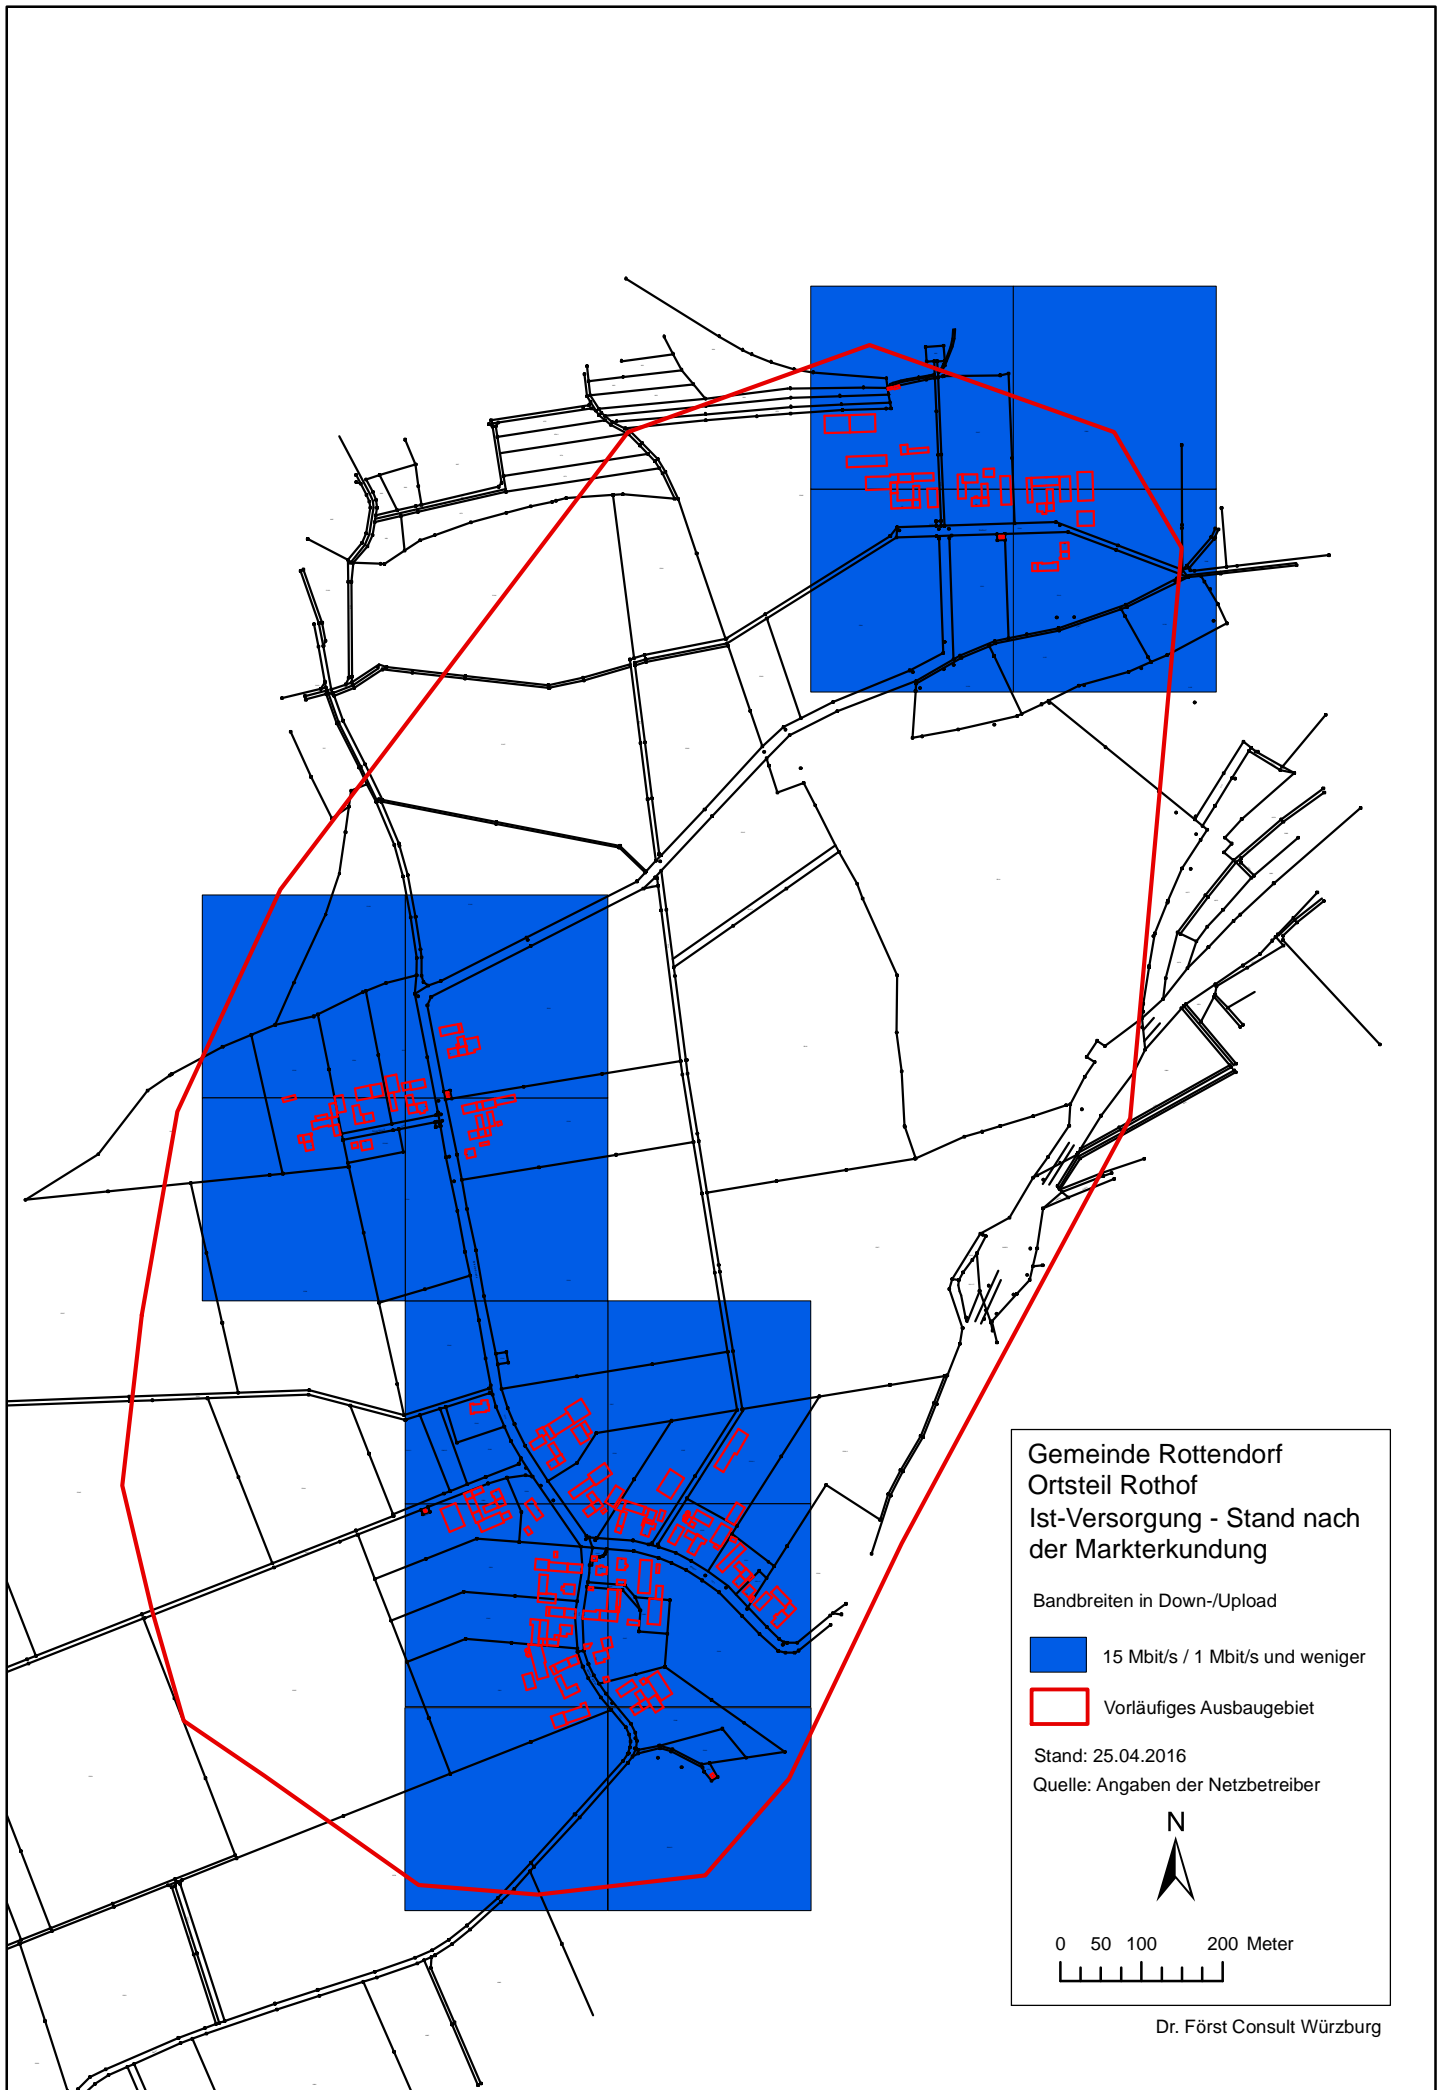 Gemeinde Rottendorf
Ortsteil Rothof
Ist-Versorgung - Stand nach
der Markterkundung
Bandbreiten in Down-/Upload
15 Mbit/s / 1 Mbit/s und weniger
Vorläufiges Ausbaugebiet
Stand: 25.04.2016
Quelle: Angaben der Netzbetreiber
N
0 50 100 200 Meter
Dr. Först Consult Würzburg